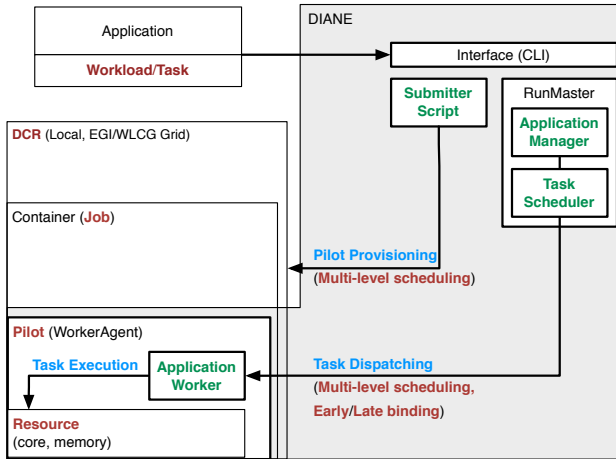 Application
Workload/Task
DIANE
Interface (CLI)
Submitter
Script
RunMaster
Application
Manager
Task
Scheduler
DCR (Local, EGI/WLCG Grid)
Container (Job)
Pilot Provisioning
(Multi-level scheduling)
Pilot (WorkerAgent)
Task Execution
Application
Worker
Task Dispatching
(Multi-level scheduling,
Early/Late binding)
Resource
(core, memory)